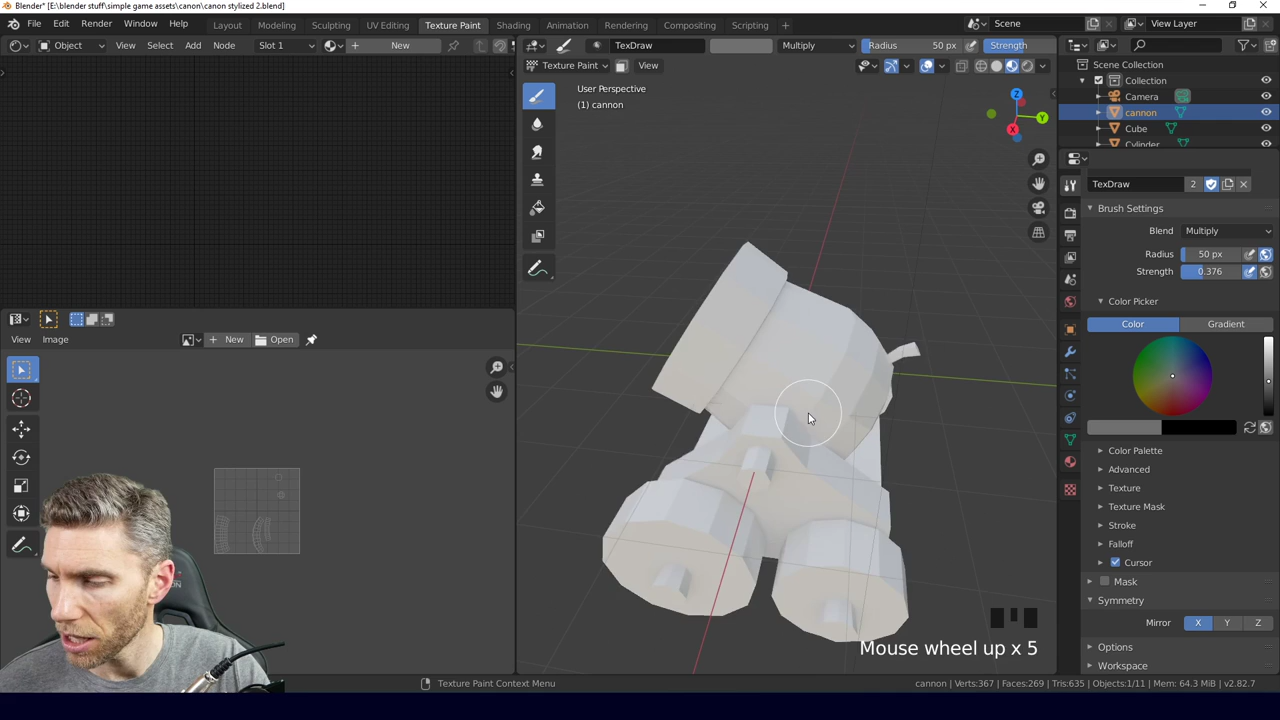 Blender* [E:\blender stuff\simple game assets\canon\canon stylized 2.blend]
File Edit Render Window Help Layout Modeling Sculpting UV Editing Texture Paint Shading Animation Rendering Compositing Scripting + Scene View Layer
Object View Select Add Node Slot 1 New TexDraw Multiply Radius 50 px Strength
Texture Paint View
User Perspective
(1) cannon
Z
Y
X
Scene Collection
Collection
Camera
cannon
Cube
Cylinder
TexDraw 2
Brush Settings
Blend Multiply
Radius 50 px
Strength 0.376
Color Picker
Color Gradient
Color Palette
Advanced
Texture
Texture Mask
Stroke
Falloff
Cursor
Mask
Symmetry
Mirror X Y Z
Options
Workspace
View Image New Open
Mouse wheel up x 5
Texture Paint Context Menu
cannon | Verts:367 | Faces:269 | Tris:635 | Objects:1/11 | Mem: 64.3 MiB | v2.82.7